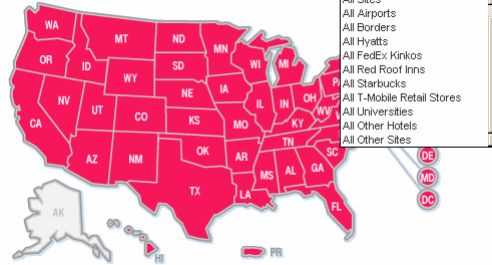 All Sites
All Airports
All Borders
All Hyatts
All FedEx Kinkos
All Red Roof Inns
All Starbucks
All T-Mobile Retail Stores
All Universities
All Other Hotels
All Other Sites
WA
MT
ND
MN
OR
ID
SD
WI
MI
WY
NE
IA
NV
UT
CO
KS
IL
IN
OH
CA
MO
KY
WV
AZ
NM
OK
AR
TN
SC
TX
MS
AL
GA
LA
FL
DE
MD
DC
AK
HI
PR